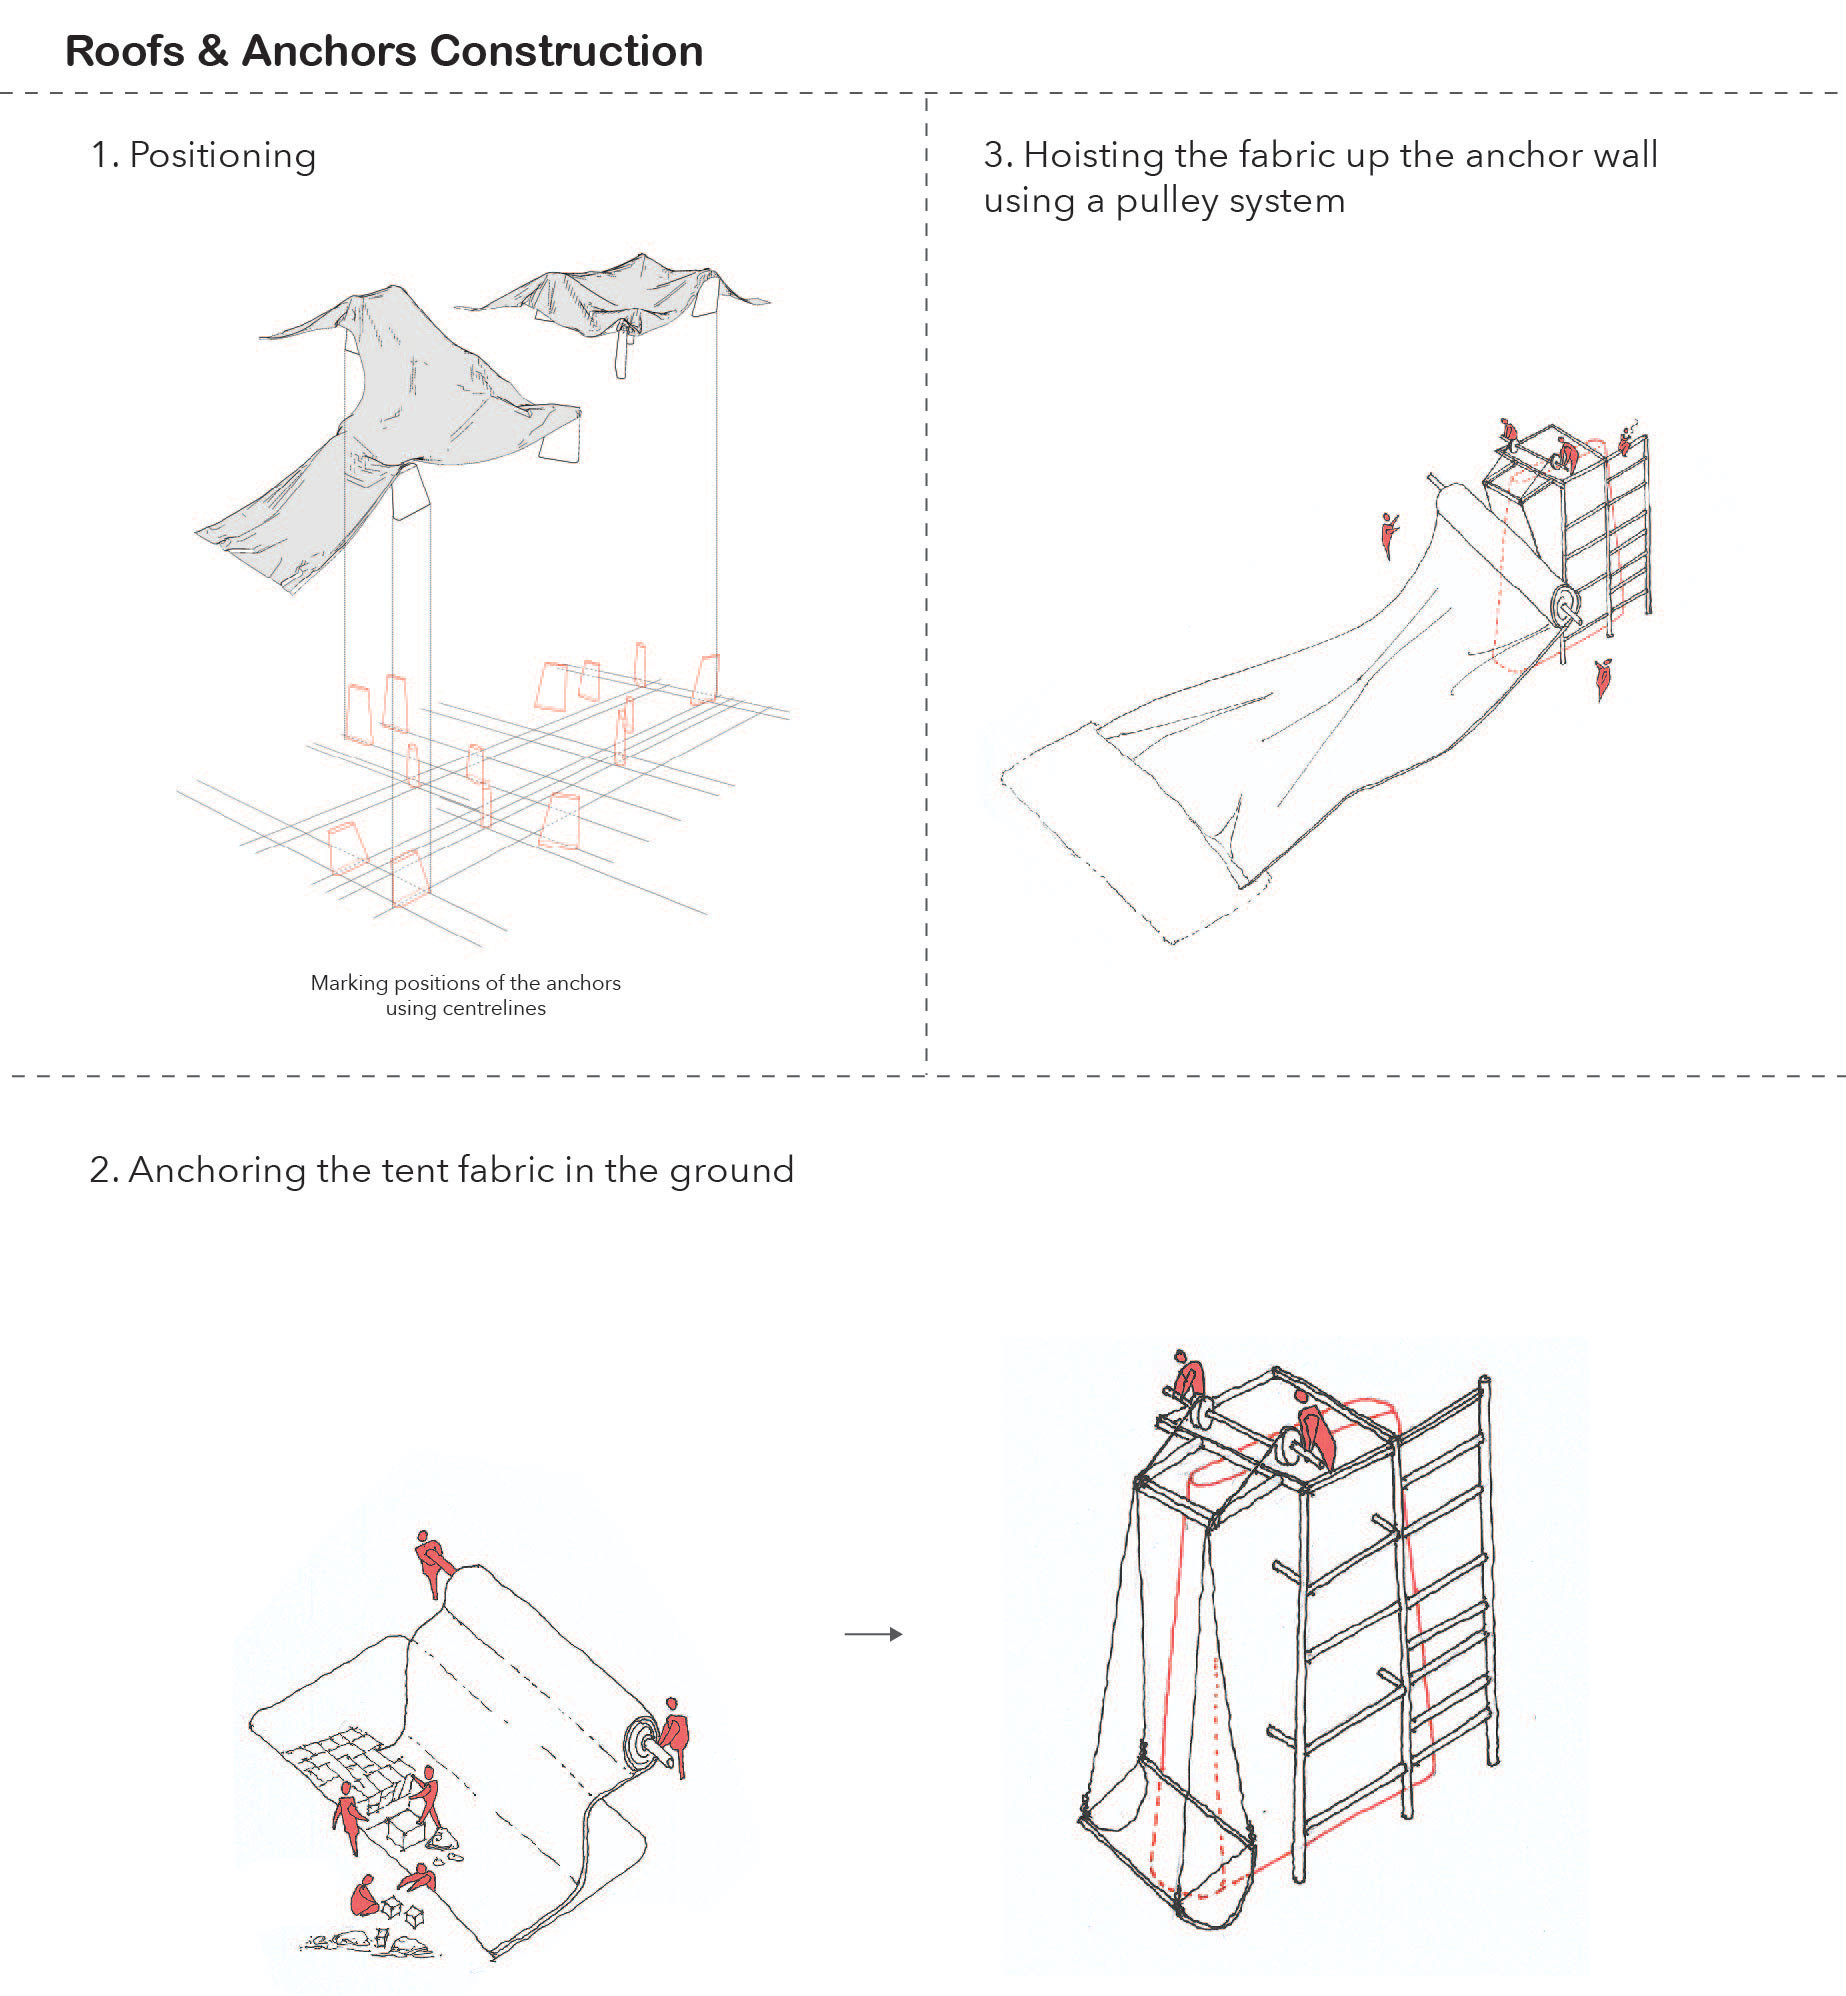 Roofs & Anchors Construction
1. Positioning
Marking positions of the anchors
using centrelines
3. Hoisting the fabric up the anchor wall
using a pulley system
2. Anchoring the tent fabric in the ground